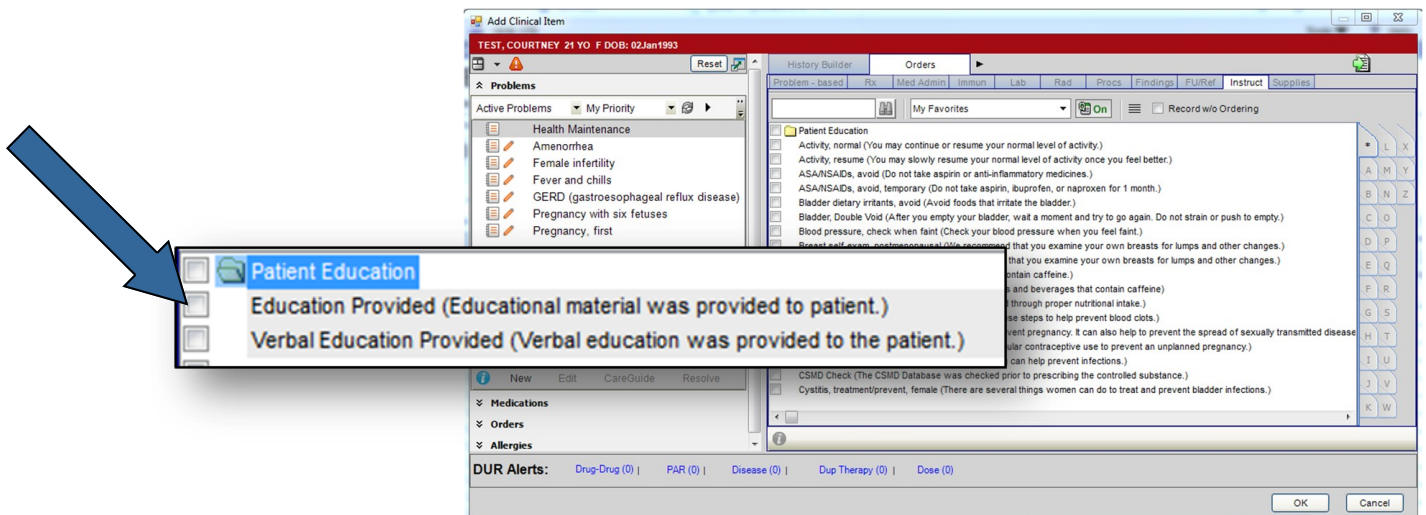 Add Clinical Item
TEST, COURTNEY 21 YO F DOB: 02Jan1993
Reset
Problems
Active Problems My Priority
Health Maintenance
Amenorrhea
Female infertility
Fever and chills
GERD (gastroesophageal reflux disease)
Pregnancy with six fetuses
Pregnancy, first
New Edit CareGuide Resolve
Medications
Orders
Allergies
History Builder Orders
Problem - based Rx Med Admin Immun Lab Rad Procs Findings FU/Ref Instruct Supplies
My Favorites On Record w/o Ordering
Patient Education
Activity, normal (You may continue or resume your normal level of activity.)
Activity, resume (You may slowly resume your normal level of activity once you feel better.)
ASA/NSAIDs, avoid (Do not take aspirin or anti-inflammatory medicines.)
ASA/NSAIDs, avoid, temporary (Do not take aspirin, ibuprofen, or naproxen for 1 month.)
Bladder dietary irritants, avoid (Avoid foods that irritate the bladder.)
Bladder, Double Void (After you empty your bladder, wait a moment and try to go again. Do not strain or push to empty.)
Blood pressure, check when faint (Check your blood pressure when you feel faint.)
Breast self-exam, postmenopausal (We recommend that you examine your own breasts for lumps and other changes.)
that you examine your own breasts for lumps and other changes.)
ontain caffeine.)
s and beverages that contain caffeine)
through proper nutritional intake.)
se steps to help prevent blood clots.)
vent pregnancy. It can also help to prevent the spread of sexually transmitted disease
ular contraceptive use to prevent an unplanned pregnancy.)
can help prevent infections.)
CSMD Check (The CSMD Database was checked prior to prescribing the controlled substance.)
Cystitis, treatment/prevent, female (There are several things women can do to treat and prevent bladder infections.)
* L X
A M Y
B N Z
C O
D P
E Q
F R
G S
H T
I U
J V
K W
Patient Education
Education Provided (Educational material was provided to patient.)
Verbal Education Provided (Verbal education was provided to the patient.)
DUR Alerts: Drug-Drug (0) | PAR (0) | Disease (0) | Dup Therapy (0) | Dose (0)
OK Cancel